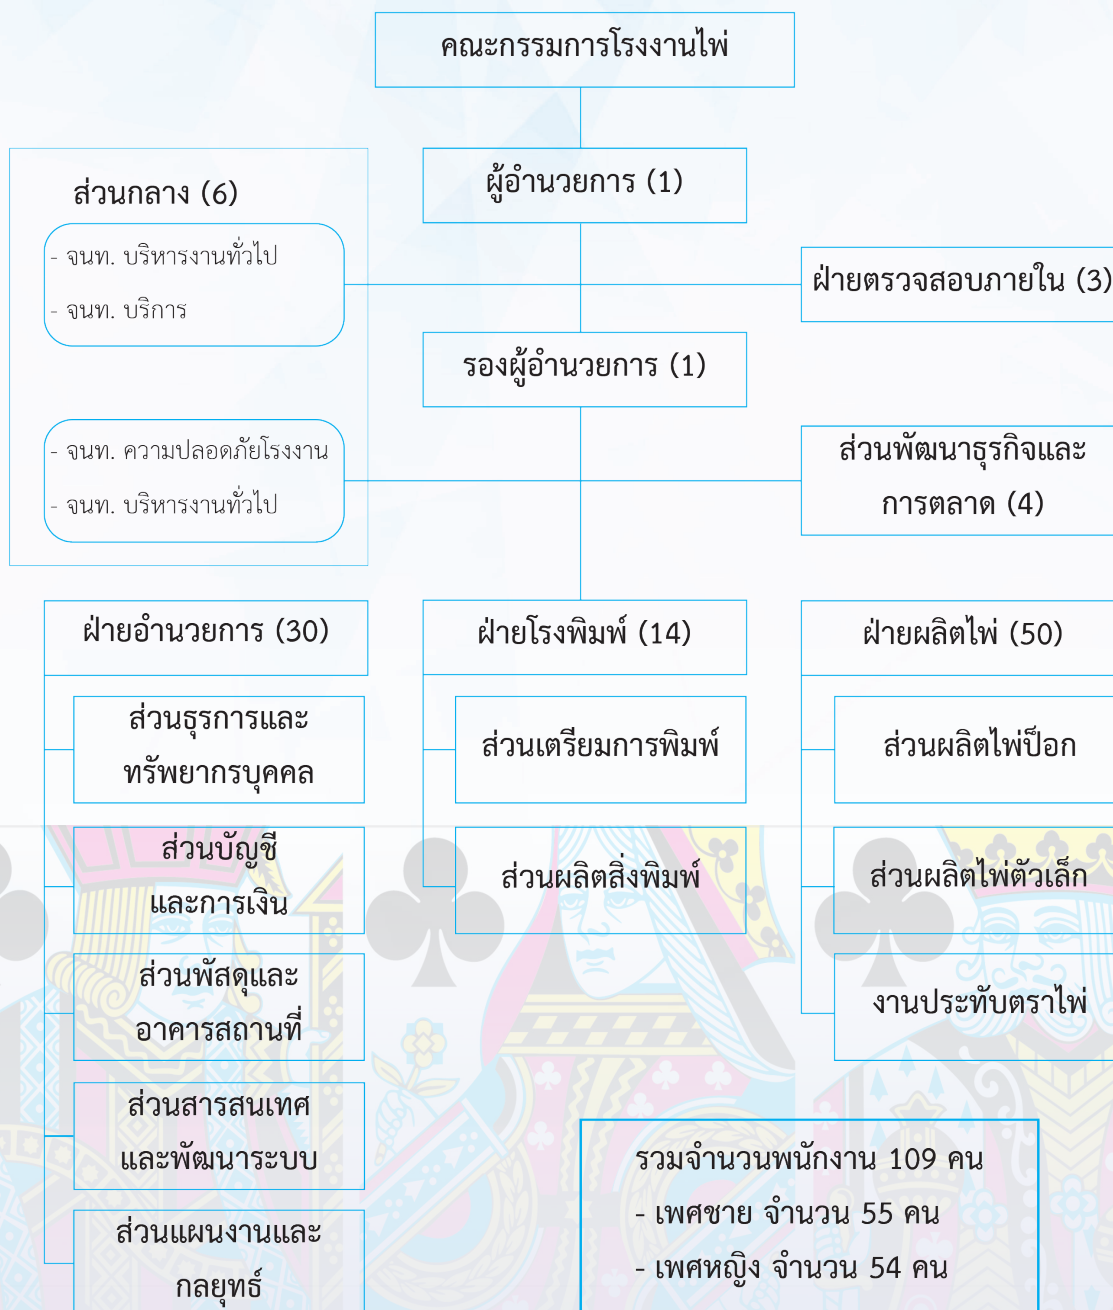 คณะกรรมการโรงงานไพ่
ผู้อำนวยการ (1)
ส่วนกลาง (6)
- จนท. บริหารงานทั่วไป
- จนท. บริการ
ฝ่ายตรวจสอบภายใน (3)
รองผู้อำนวยการ (1)
- จนท. ความปลอดภัยโรงงาน
- จนท. บริหารงานทั่วไป
ส่วนพัฒนาธุรกิจและ
การตลาด (4)
ฝ่ายอำนวยการ (30)
ส่วนธุรการและ
ทรัพยากรบุคคล
ส่วนบัญชี
และการเงิน
ส่วนพัสดุและ
อาคารสถานที่
ส่วนสารสนเทศ
และพัฒนาระบบ
ส่วนแผนงานและ
กลยุทธ์
ฝ่ายโรงพิมพ์ (14)
ส่วนเตรียมการพิมพ์
ส่วนผลิตสิ่งพิมพ์
ฝ่ายผลิตไพ่ (50)
ส่วนผลิตไพ่ป็อก
ส่วนผลิตไพ่ตัวเล็ก
งานประทับตราไพ่
รวมจำนวนพนักงาน 109 คน
- เพศชาย จำนวน 55 คน
- เพศหญิง จำนวน 54 คน